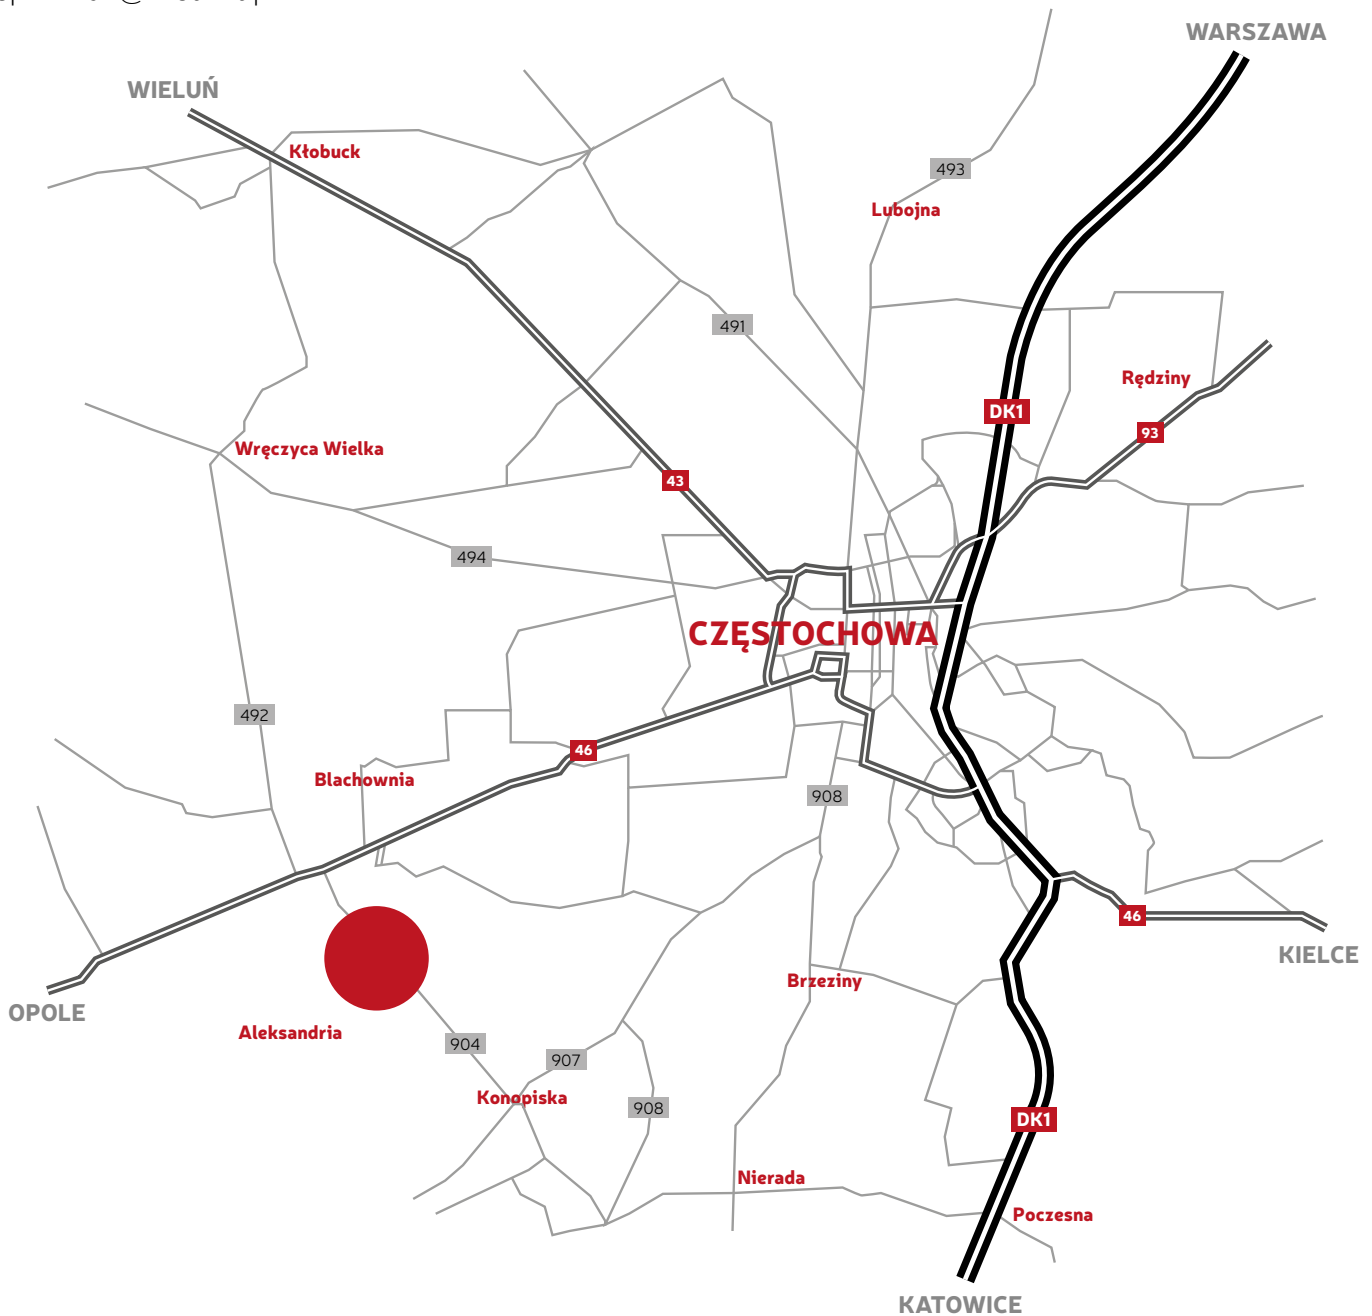 WARSZAWA
WIELUŃ
Kłobuck
493
Lubojna
491
Rędziny
DK1
93
Wręczyca Wielka
43
494
CZĘSTOCHOWA
492
46
Blachownia
908
46
KIELCE
Brzeziny
OPOLE
Aleksandria
904
907
Konopiska
908
DK1
Nierada
Poczesna
KATOWICE